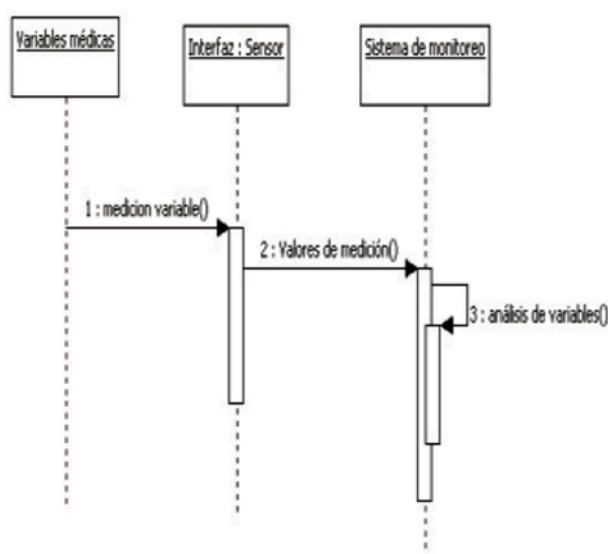 Variables médicas
Interfaz : Sensor
Sistema de monitoreo
1 : medicion variable()
2 : Valores de medición()
3 : análisis de variables()